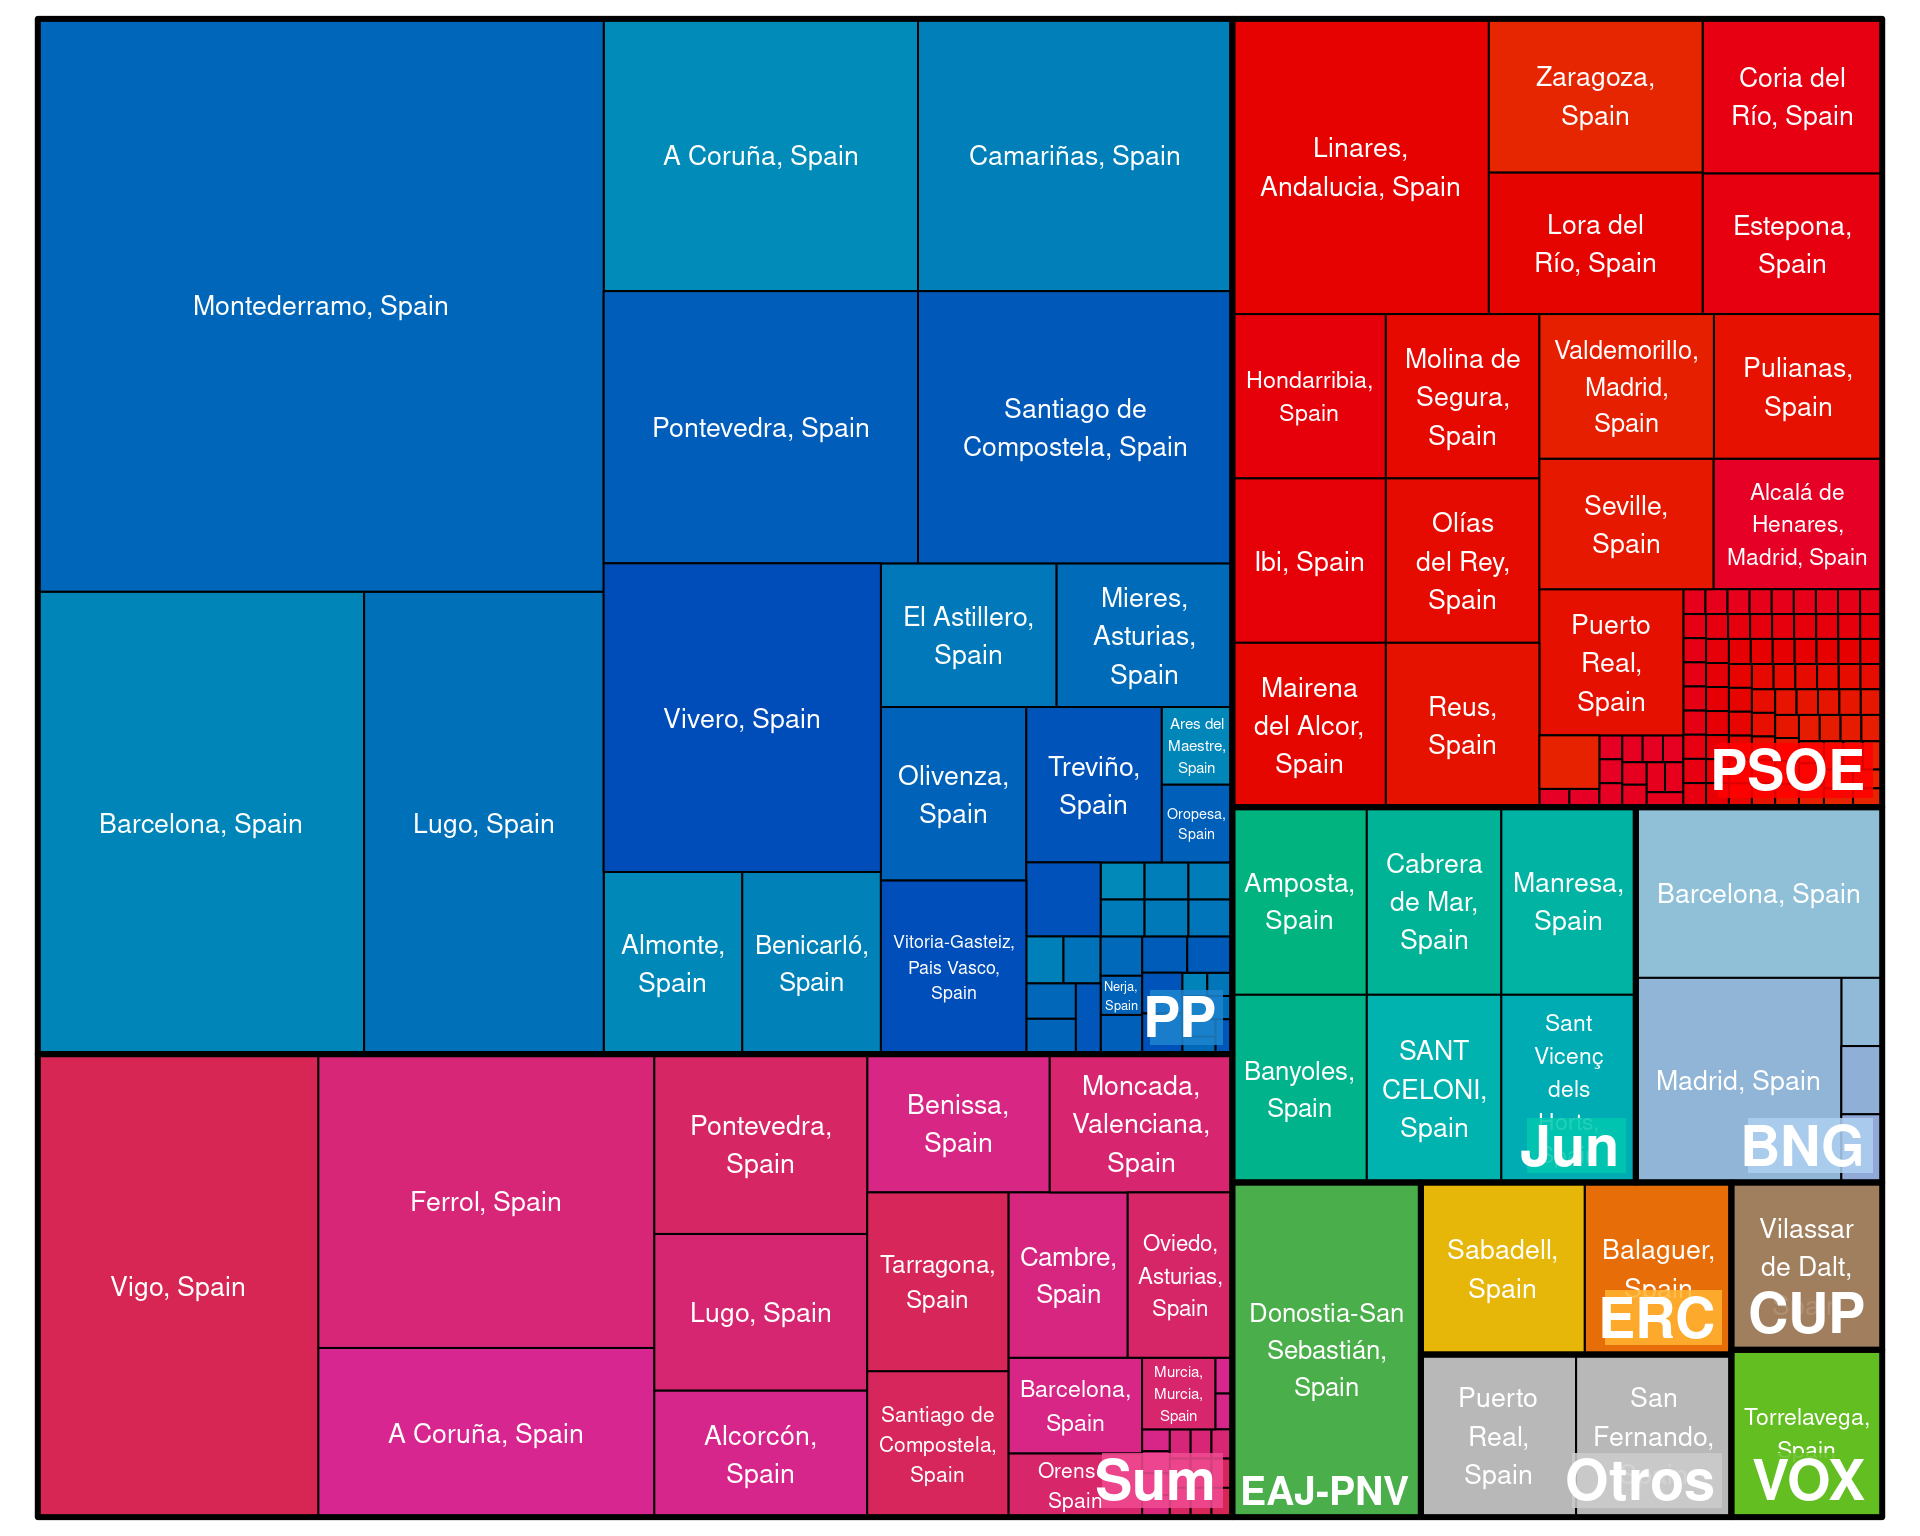 Montederramo, Spain
A Coruña, Spain
Camariñas, Spain
Pontevedra, Spain
Santiago de
Compostela, Spain
Barcelona, Spain
Lugo, Spain
Vivero, Spain
El Astillero,
Spain
Mieres,
Asturias,
Spain
Olivenza,
Spain
Treviño,
Spain
Ares del
Maestre,
Spain
Oropesa,
Spain
Almonte,
Spain
Benicarló,
Spain
Vitoria-Gasteiz,
Pais Vasco,
Spain
Nerja,
Spain
PP
Linares,
Andalucia, Spain
Zaragoza,
Spain
Coria del
Río, Spain
Lora del
Río, Spain
Estepona,
Spain
Hondarribia,
Spain
Molina de
Segura,
Spain
Valdemorillo,
Madrid,
Spain
Pulianas,
Spain
Ibi, Spain
Olías
del Rey,
Spain
Seville,
Spain
Alcalá de
Henares,
Madrid, Spain
Mairena
del Alcor,
Spain
Reus,
Spain
Puerto
Real,
Spain
PSOE
Vigo, Spain
Ferrol, Spain
A Coruña, Spain
Pontevedra,
Spain
Lugo, Spain
Alcorcón,
Spain
Benissa,
Spain
Moncada,
Valenciana,
Spain
Tarragona,
Spain
Cambre,
Spain
Oviedo,
Asturias,
Spain
Santiago de
Compostela,
Spain
Barcelona,
Spain
Murcia,
Murcia,
Spain
Orens
Spain
Sum
Amposta,
Spain
Cabrera
de Mar,
Spain
Manresa,
Spain
Banyoles,
Spain
SANT
CELONI,
Spain
Sant
Vicenç
dels
Horts,
Jun
Barcelona, Spain
Madrid, Spain
BNG
Donostia-San
Sebastián,
Spain
EAJ-PNV
Sabadell,
Spain
Balaguer,
Spain
ERC
Vilassar
de Dalt,
CUP
Puerto
Real,
Spain
San
Fernando,
Otros
Torrelavega,
Spain
VOX